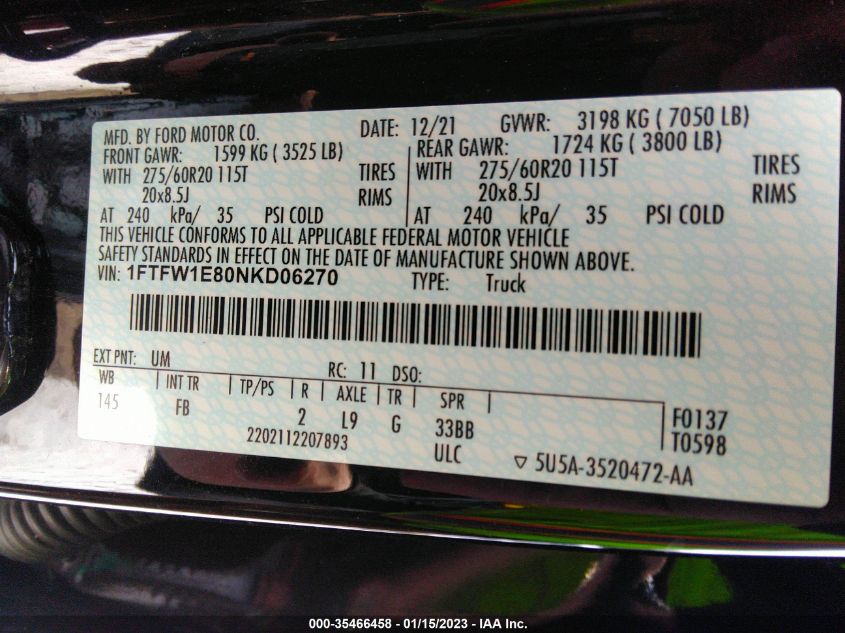 MFD. BY FORD MOTOR CO. DATE: 12/21 GVWR: 3198 KG ( 7050 LB)
FRONT GAWR: 1599 KG ( 3525 LB) REAR GAWR: 1724 KG ( 3800 LB)
WITH 275/60R20 115T TIRES WITH 275/60R20 115T TIRES
20x8.5J RIMS 20x8.5J RIMS
AT 240 kPa/ 35 PSI COLD AT 240 kPa/ 35 PSI COLD
THIS VEHICLE CONFORMS TO ALL APPLICABLE FEDERAL MOTOR VEHICLE
SAFETY STANDARDS IN EFFECT ON THE DATE OF MANUFACTURE SHOWN ABOVE.
VIN: 1FTFW1E80NKD06270 TYPE: Truck
EXT PNT: UM RC: 11 DSO:
WB INT TR TP/PS R AXLE TR SPR
145 FB 2 L9 G 33BB F0137
2202112207893 ULC T0598
▽ 5U5A-3520472-AA
000-35466458 - 01/15/2023 - IAA Inc.